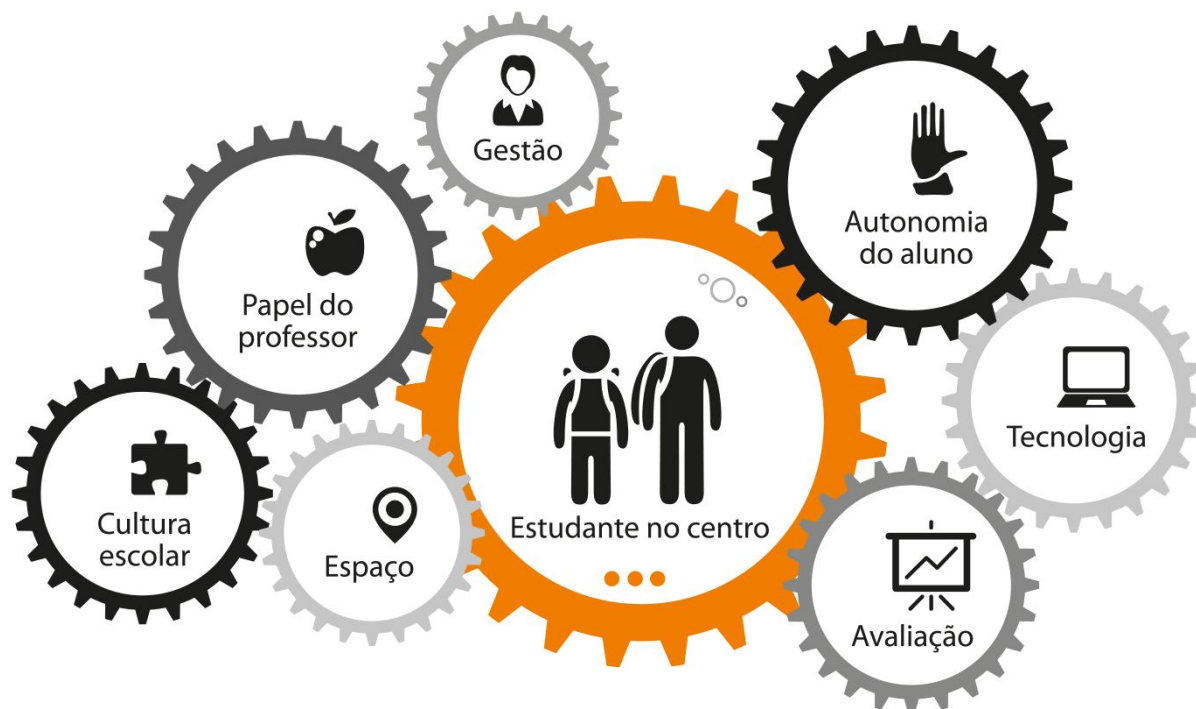 Gestão
Autonomia
do aluno
Papel do
professor
Tecnologia
Cultura
escolar
Espaço
Estudante no centro
Avaliação